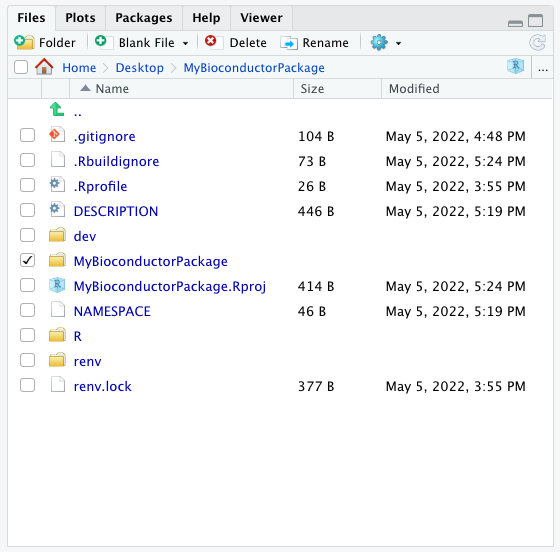 Files Plots Packages Help Viewer
Folder Blank File Delete Rename
Home Desktop MyBioconductorPackage R ...
Name Size Modified
..
.gitignore 104 B May 5, 2022, 4:48 PM
.Rbuildignore 73 B May 5, 2022, 5:24 PM
.Rprofile 26 B May 5, 2022, 3:55 PM
DESCRIPTION 446 B May 5, 2022, 5:19 PM
dev
MyBioconductorPackage
MyBioconductorPackage.Rproj 414 B May 5, 2022, 5:24 PM
NAMESPACE 46 B May 5, 2022, 5:19 PM
R
renv
renv.lock 377 B May 5, 2022, 3:55 PM